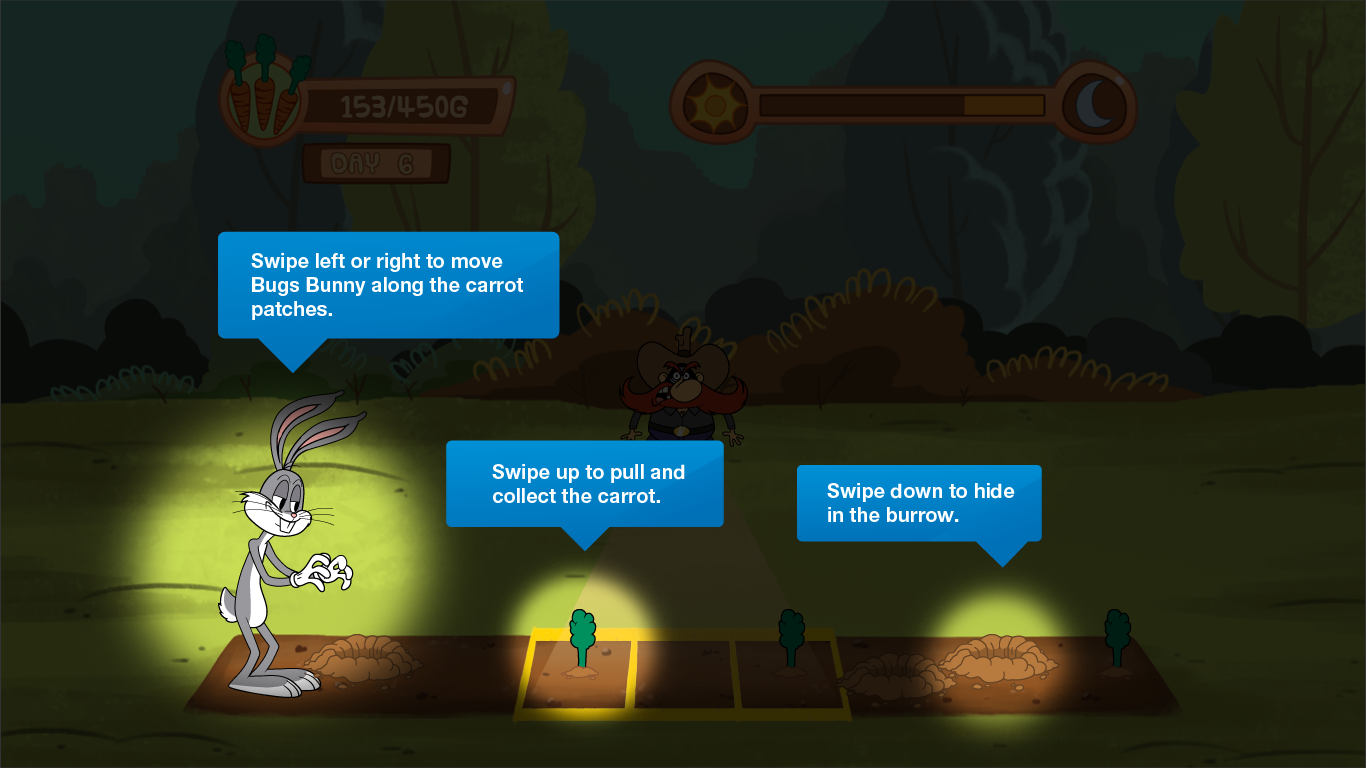 153/450G
DAY 6
Swipe left or right to move
Bugs Bunny along the carrot
patches.
Swipe up to pull and
collect the carrot.
Swipe down to hide
in the burrow.